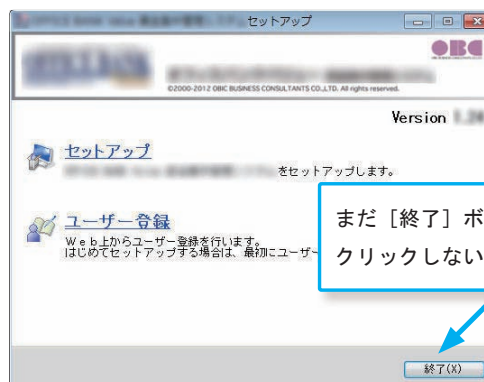 セットアップ
OBC
©2000-2012 OBIC BUSINESS CONSULTANTS CO.,LTD. All rights reserved.
Version
セットアップ
をセットアップします。
ユーザー登録
Ｗｅｂ上からユーザー登録を行います。
はじめてセットアップする場合は、最初にユーザー
まだ［終了］ボ
クリックしない
終了(X)